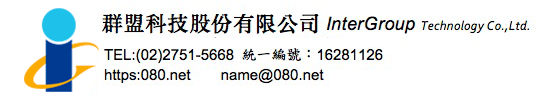 群盟科技股份有限公司 InterGroup Technology Co.,Ltd.
TEL:(02)2751-5668 統一編號：16281126
https:080.net name@080.net